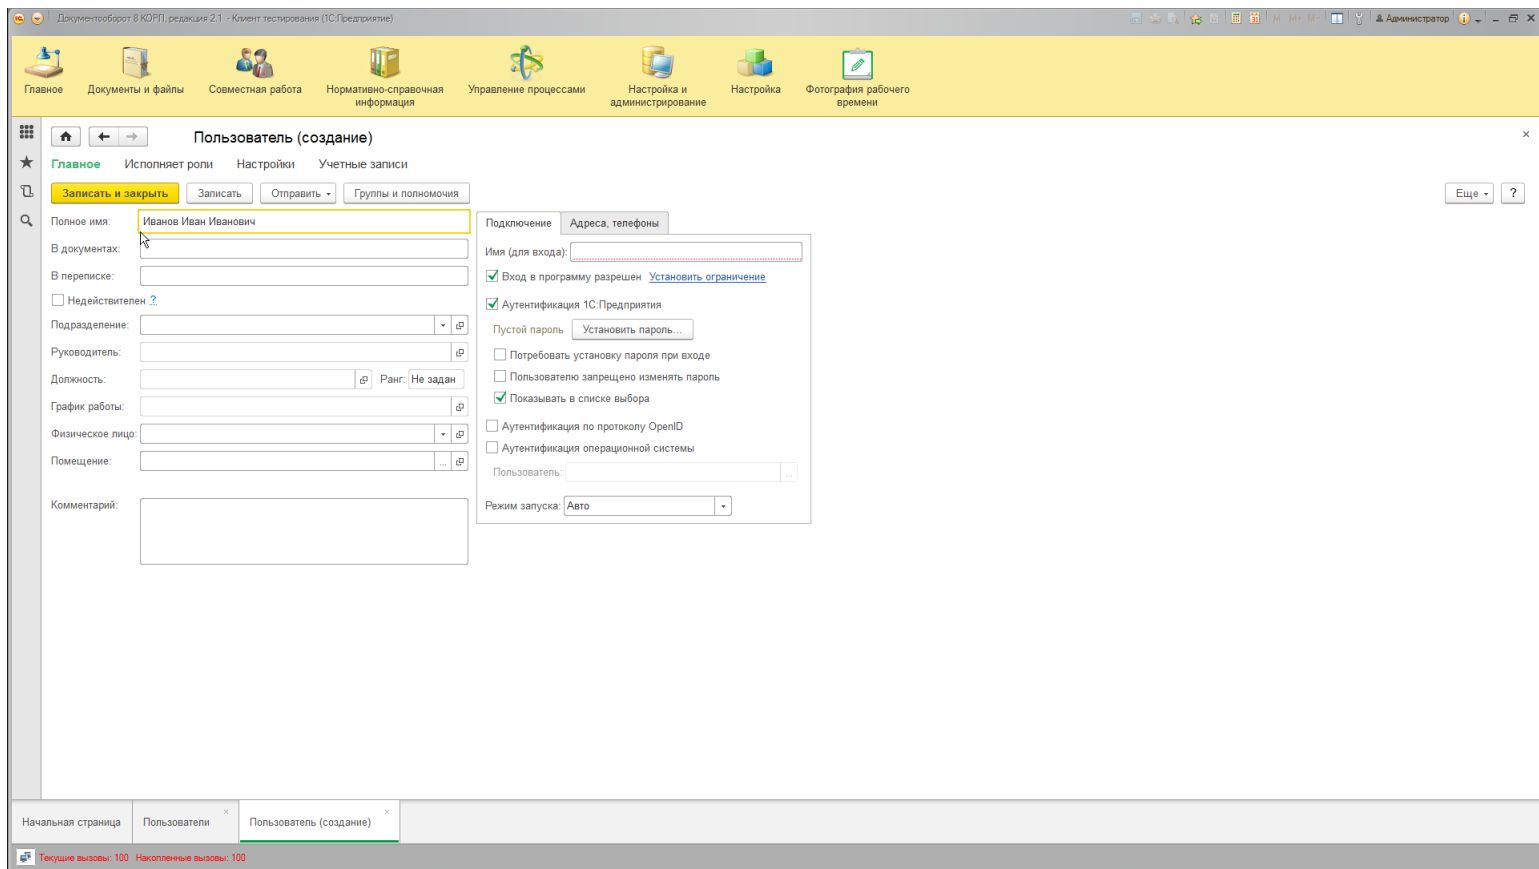 Документооборот 8 КОРП, редакция 2.1 - Клиент тестирования (1С:Предприятие)
M M+ M-
Администратор
Главное
Документы и файлы
Совместная работа
Нормативно-справочная
информация
Управление процессами
Настройка и
администрирование
Настройка
Фотография рабочего
времени
Пользователь (создание)
Главное Исполняет роли Настройки Учетные записи
Записать и закрыть Записать Отправить Группы и полномочия Еще ?
Полное имя: Иванов Иван Иванович
В документах:
В переписке:
Недействителен ?
Подразделение:
Руководитель:
Должность: Ранг: Не задан
График работы:
Физическое лицо:
Помещение: ...
Комментарий:
Подключение Адреса, телефоны
Имя (для входа):
Вход в программу разрешен Установить ограничение
Аутентификация 1С:Предприятия
Пустой пароль Установить пароль...
Потребовать установку пароля при входе
Пользователю запрещено изменять пароль
Показывать в списке выбора
Аутентификация по протоколу OpenID
Аутентификация операционной системы
Пользователь: ...
Режим запуска: Авто
Начальная страница Пользователи Пользователь (создание)
Текущие вызовы: 100 Накопленные вызовы: 100